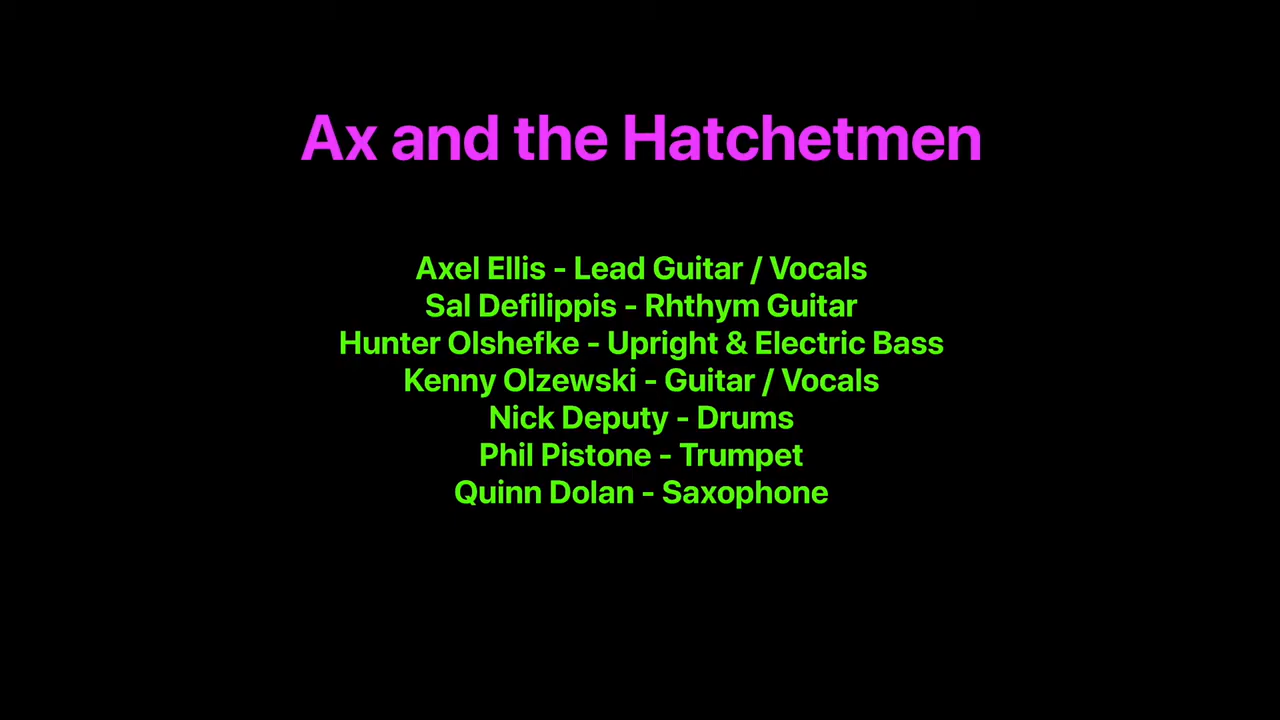 Ax and the Hatchetmen
Axel Ellis - Lead Guitar / Vocals
Sal Defilippis - Rhthym Guitar
Hunter Olshefke - Upright & Electric Bass
Kenny Olzewski - Guitar / Vocals
Nick Deputy - Drums
Phil Pistone - Trumpet
Quinn Dolan - Saxophone